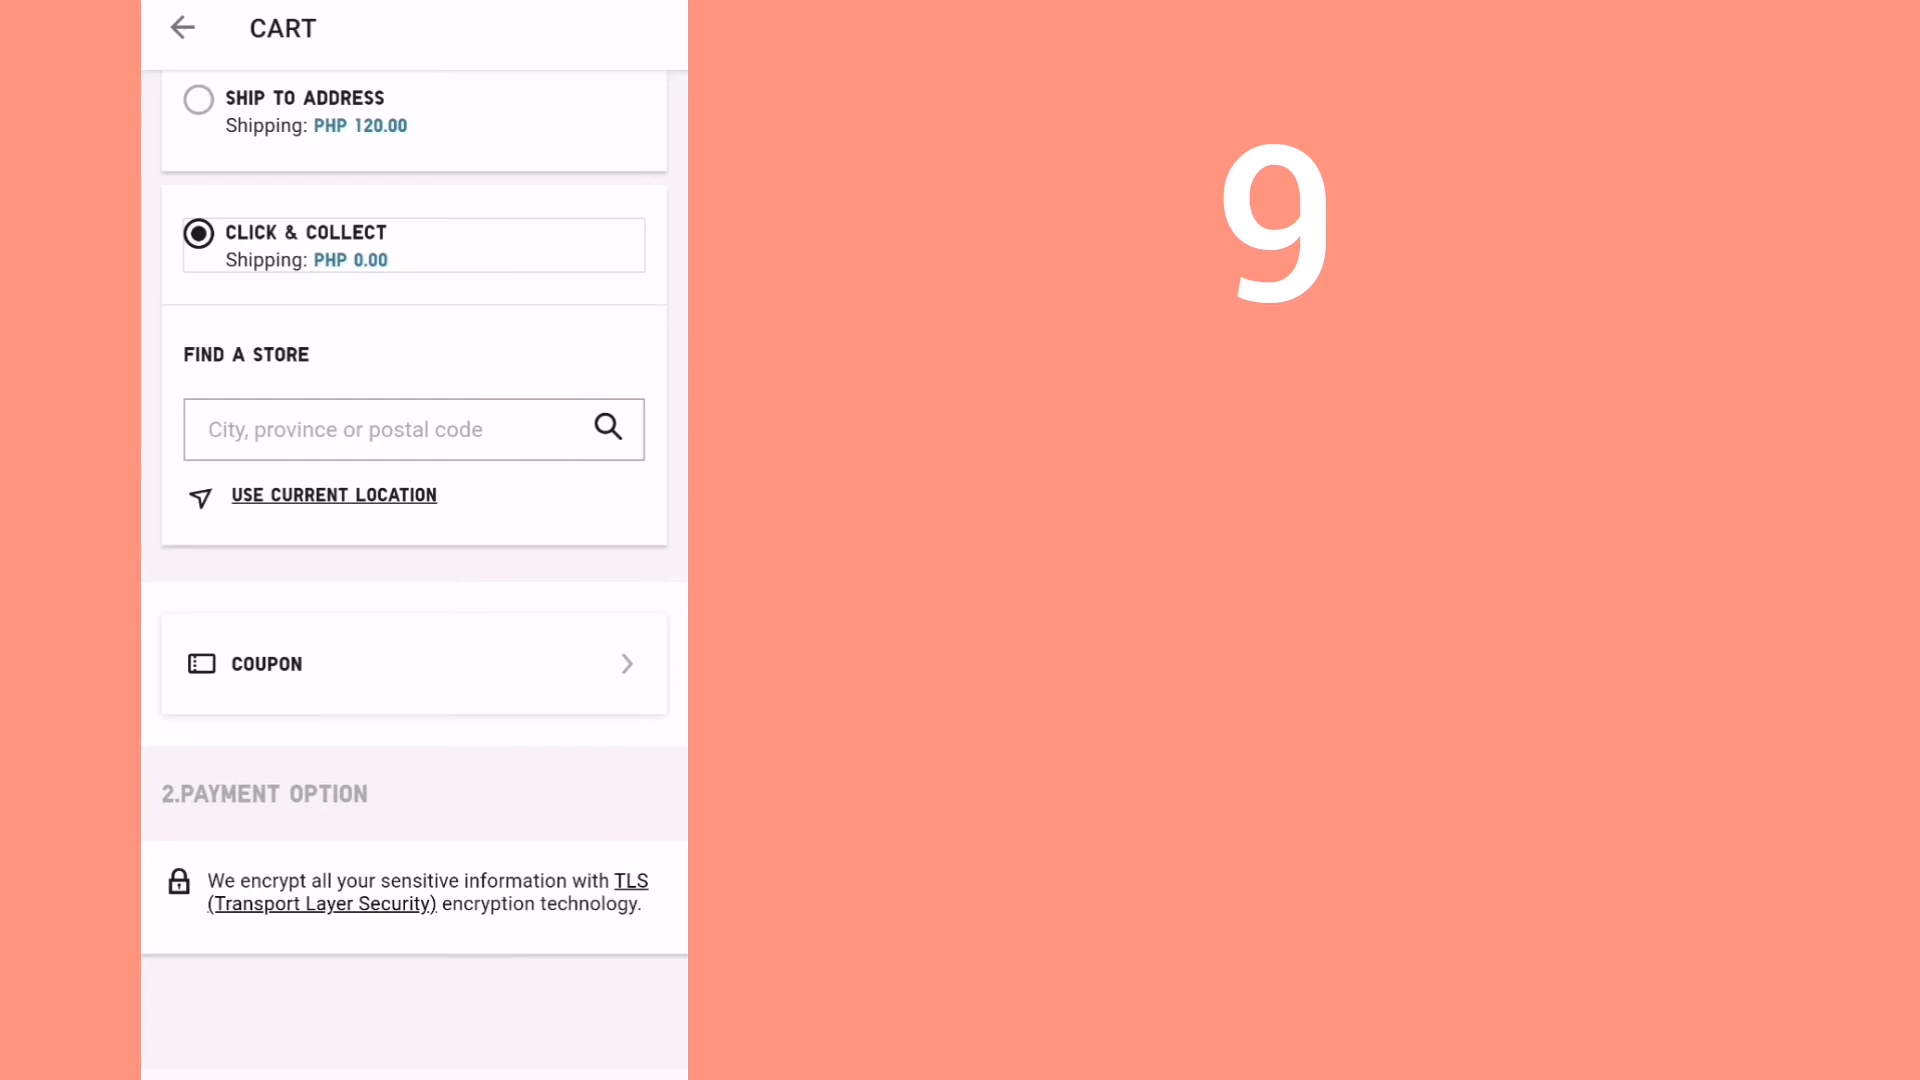 CART
SHIP TO ADDRESS
Shipping: PHP 120.00
CLICK & COLLECT
Shipping: PHP 0.00
FIND A STORE
City, province or postal code
USE CURRENT LOCATION
COUPON
2.PAYMENT OPTION
We encrypt all your sensitive information with TLS
(Transport Layer Security) encryption technology.
9